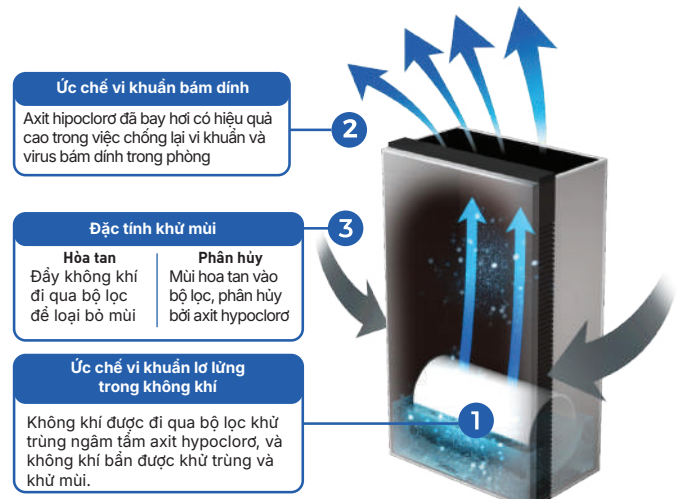 Ức chế vi khuẩn bám dính
Axit hipoclorơ đã bay hơi có hiệu quả
cao trong việc chống lại vi khuẩn và
virus bám dính trong phòng
2
Đặc tính khử mùi
3
Hòa tan
Đẩy không khí
đi qua bộ lọc
để loại bỏ mùi
Phân hủy
Mùi hoa tan vào
bộ lọc, phân hủy
bởi axit hypoclorơ
Ức chế vi khuẩn lơ lửng
trong không khí
Không khí được đi qua bộ lọc khử
trùng ngâm tẩm axit hypoclorơ, và
không khí bẩn được khử trùng và
khử mùi.
1